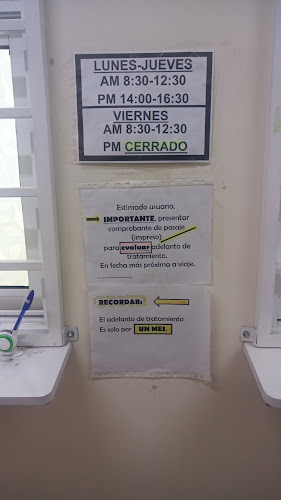 LUNES-JUEVES
AM 8:30-12:30
PM 14:00-16:30
VIERNES
AM 8:30-12:30
PM CERRADO
Estimado usuario,
IMPORTANTE, presentar
comprobante de pasaje
(impreso)
para evaluar adelanto de
tratamiento.
En fecha más próxima a viaje.
RECORDAR:
El adelanto de tratamiento
Es solo por UN MES